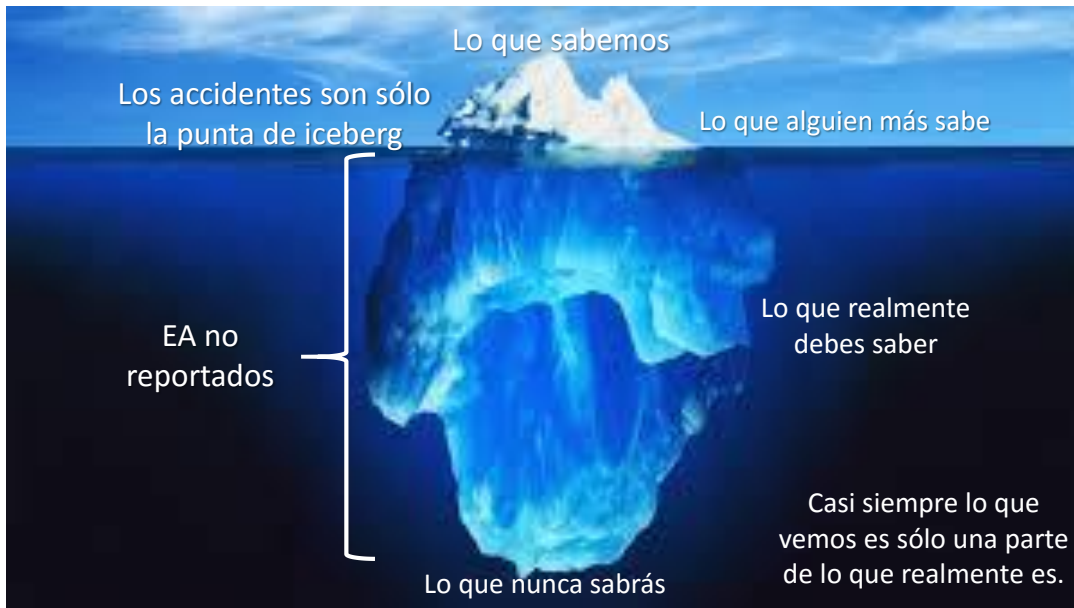 Lo que sabemos
Los accidentes son sólo
la punta de iceberg
Lo que alguien más sabe
Lo que realmente
debes saber
EA no
reportados
Casi siempre lo que
vemos es sólo una parte
de lo que realmente es.
Lo que nunca sabrás